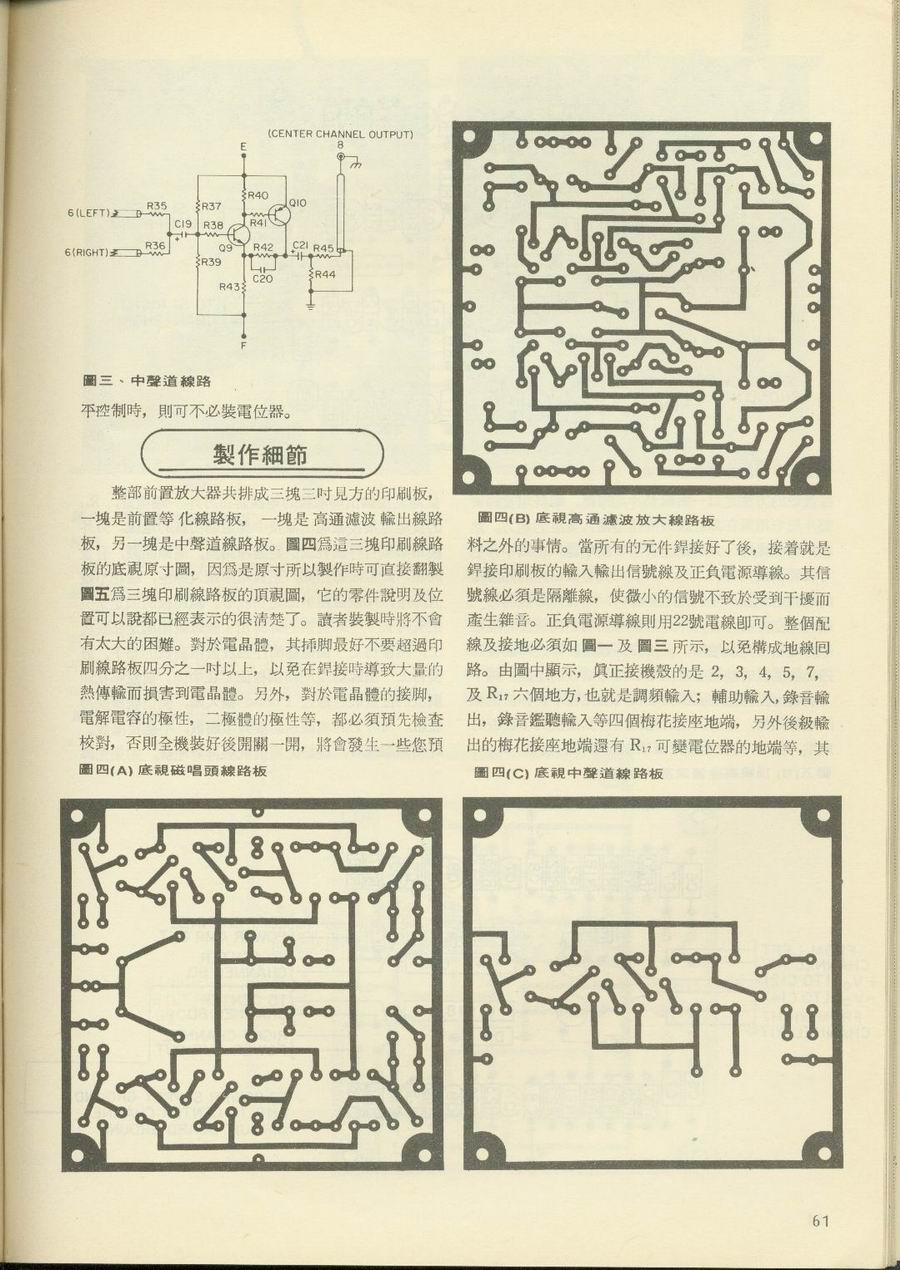 (CENTER CHANNEL OUTPUT)
8
E
R40
Q10
6(LEFT)
R35
R37
R41
C19
R38
+
6(RIGHT)
R36
Q9
R42
C21
R45
R39
C20
R44
R43
F
圖三、中聲道線路
平控制時，則可不必裝電位器。
製作細節
整部前置放大器共排成三塊三吋見方的印刷板，
一塊是前置等化線路板，一塊是高通濾波輸出線路
板，另一塊是中聲道線路板。圖四爲這三塊印刷線路
板的底視原寸圖，因爲是原寸所以製作時可直接翻製
圖五爲三塊印刷線路板的頂視圖，它的零件說明及位
置可以說都已經表示的很清楚了。讀者裝製時將不會
有太大的困難。對於電晶體，其揷脚最好不要超過印
刷線路板四分之一吋以上，以免在銲接時導致大量的
熱傳輸而損害到電晶體。另外，對於電晶體的接脚，
電解電容的極性，二極體的極性等，都必須預先檢查
校對，否則全機裝好後開關一開，將會發生一些您預
圖四(A) 底視磁唱頭線路板
圖四(B) 底視高通濾波放大線路板
料之外的事情。當所有的元件銲接好了後，接着就是
銲接印刷板的輸入輸出信號線及正負電源導線。其信
號線必須是隔離線，使微小的信號不致於受到干擾而
產生雜音。正負電源導線則用22號電線卽可。整個配
線及接地必須如圖一及圖三所示，以免構成地線回
路。由圖中顯示，眞正接機殼的是 2, 3, 4, 5, 7,
及 R₁₇ 六個地方，也就是調頻輸入；輔助輸入，錄音輸
出，錄音鑑聽輸入等四個梅花接座地端，另外後級輸
出的梅花接座地端還有 R₁₇ 可變電位器的地端等，其
圖四(C) 底視中聲道線路板
61